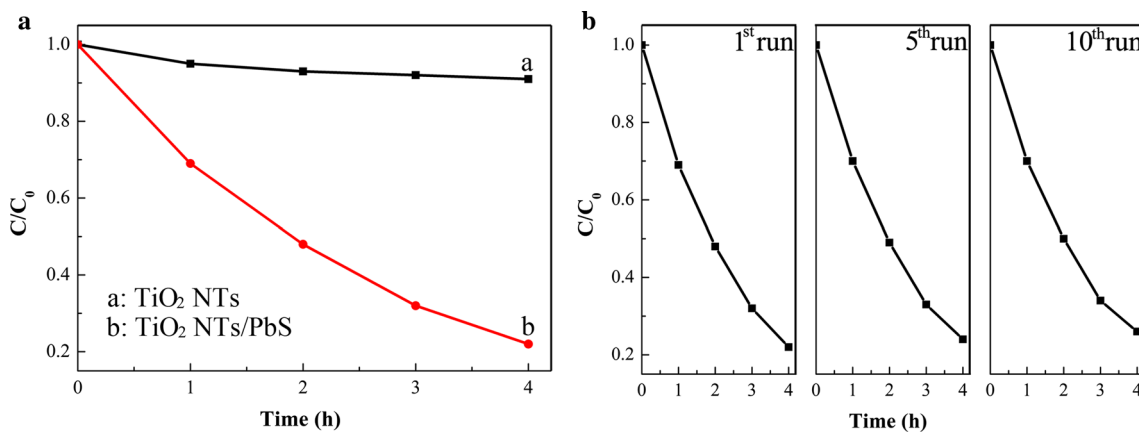 a
1.0
0.8
0.6
0.4
0.2
C/C0
a
b
a: TiO2 NTs
b: TiO2 NTs/PbS
0 1 2 3 4
Time (h)
b
1st run
5th run
10th run
1.0
0.8
0.6
0.4
0.2
C/C0
0 1 2 3 4
0 1 2 3 4
0 1 2 3 4
Time (h)